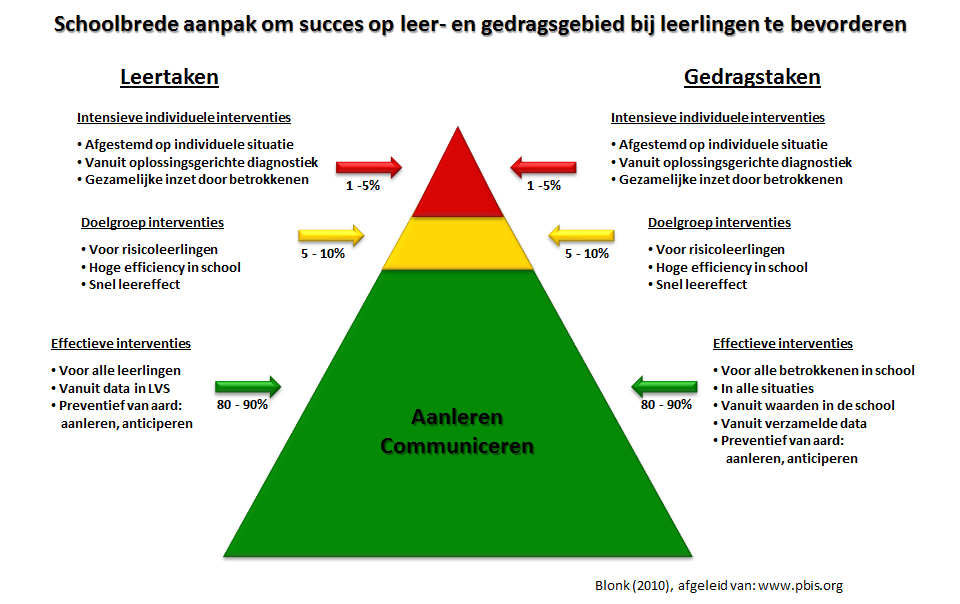 Schoolbrede aanpak om succes op leer- en gedragsgebied bij leerlingen te bevorderen
Leertaken
Intensieve individuele interventies
• Afgestemd op individuele situatie
• Vanuit oplossingsgerichte diagnostiek
• Gezamelijke inzet door betrokkenen
1 -5%
Doelgroep interventies
• Voor risicoleerlingen
• Hoge efficiency in school
• Snel leereffect
5 - 10%
Effectieve interventies
• Voor alle leerlingen
• Vanuit data in LVS
• Preventief van aard:
aanleren, anticiperen
80 - 90%
Aanleren
Communiceren
Gedragstaken
Intensieve individuele interventies
• Afgestemd op individuele situatie
• Vanuit oplossingsgerichte diagnostiek
• Gezamelijke inzet door betrokkenen
1 -5%
Doelgroep interventies
• Voor risicoleerlingen
• Hoge efficiency in school
• Snel leereffect
5 - 10%
Effectieve interventies
• Voor alle betrokkenen in school
• In alle situaties
• Vanuit waarden in de school
• Vanuit verzamelde data
• Preventief van aard:
aanleren, anticiperen
80 - 90%
Blonk (2010), afgeleid van: www.pbis.org